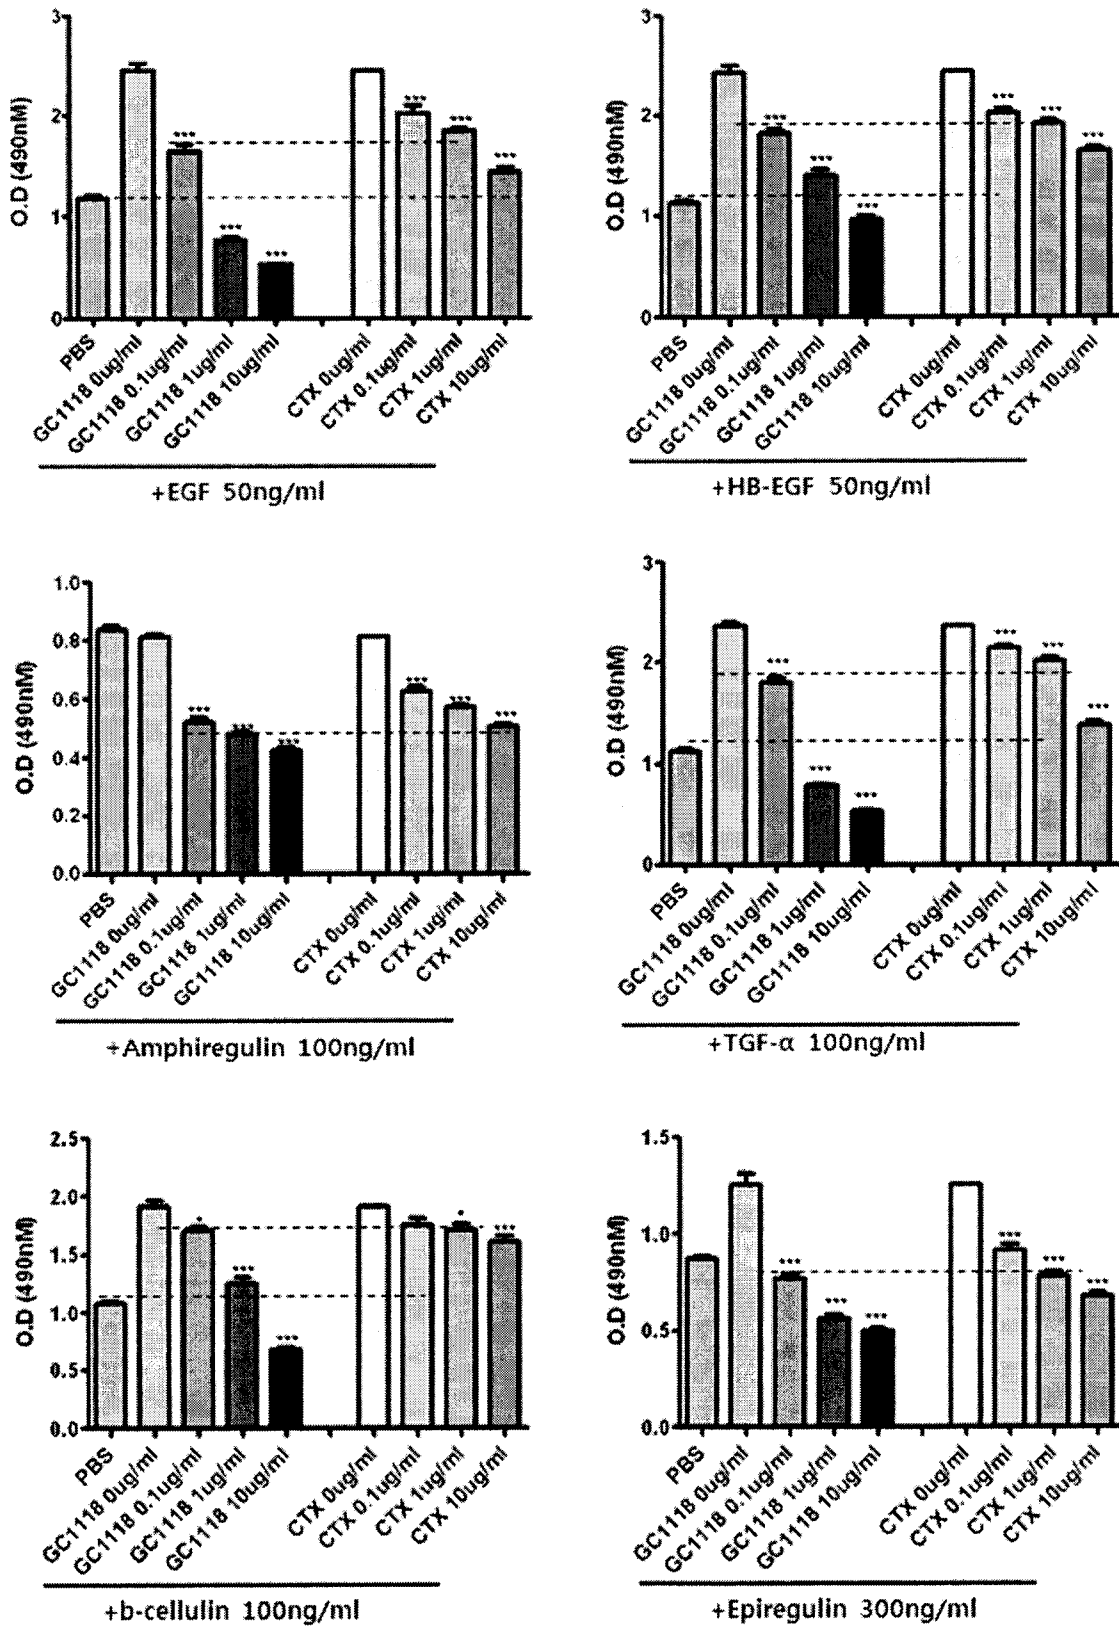 3
2
1
0
O.D (490nM)
***
***
***
***
***
***
PBS
GC1118 0ug/ml
GC1118 0.1ug/ml
GC1118 1ug/ml
GC1118 10ug/ml
CTX 0ug/ml
CTX 0.1ug/ml
CTX 1ug/ml
CTX 10ug/ml
+EGF 50ng/ml
3
2
1
0
O.D (490nM)
***
***
***
***
***
***
PBS
GC1118 0ug/ml
GC1118 0.1ug/ml
GC1118 1ug/ml
GC1118 10ug/ml
CTX 0ug/ml
CTX 0.1ug/ml
CTX 1ug/ml
CTX 10ug/ml
+HB-EGF 50ng/ml
1.0
0.8
0.6
0.4
0.2
0.0
O.D (490nM)
***
***
***
***
***
***
PBS
GC1118 0ug/ml
GC1118 0.1ug/ml
GC1118 1ug/ml
GC1118 10ug/ml
CTX 0ug/ml
CTX 0.1ug/ml
CTX 1ug/ml
CTX 10ug/ml
+Amphiregulin 100ng/ml
3
2
1
0
O.D (490nM)
***
***
***
***
***
***
PBS
GC1118 0ug/ml
GC1118 0.1ug/ml
GC1118 1ug/ml
GC1118 10ug/ml
CTX 0ug/ml
CTX 0.1ug/ml
CTX 1ug/ml
CTX 10ug/ml
+TGF-α 100ng/ml
2.5
2.0
1.5
1.0
0.5
0.0
O.D (490nM)
*
***
***
*
***
PBS
GC1118 0ug/ml
GC1118 0.1ug/ml
GC1118 1ug/ml
GC1118 10ug/ml
CTX 0ug/ml
CTX 0.1ug/ml
CTX 1ug/ml
CTX 10ug/ml
+b-cellulin 100ng/ml
1.5
1.0
0.5
0.0
O.D (490nM)
***
***
***
***
***
***
PBS
GC1118 0ug/ml
GC1118 0.1ug/ml
GC1118 1ug/ml
GC1118 10ug/ml
CTX 0ug/ml
CTX 0.1ug/ml
CTX 1ug/ml
CTX 10ug/ml
+Epiregulin 300ng/ml